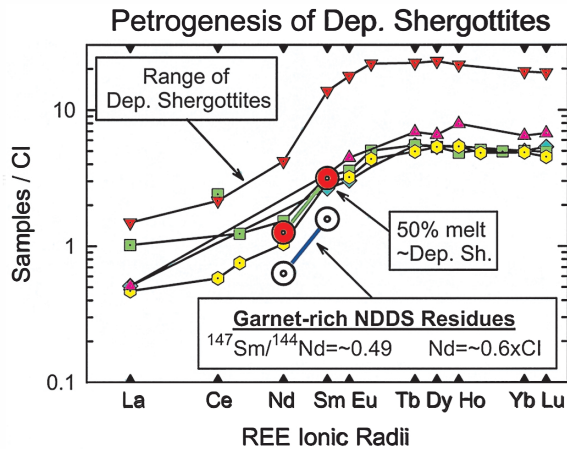 Petrogenesis of Dep. Shergottites
Samples / CI
10
1
0.1
Range of
Dep. Shergottites
50% melt
~Dep. Sh.
Garnet-rich NDDS Residues
¹⁴⁷Sm/¹⁴⁴Nd=~0.49 Nd=~0.6xCI
La Ce Nd Sm Eu Tb Dy Ho Yb Lu
REE Ionic Radii